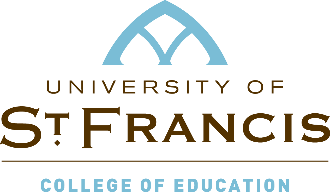 UNIVERSITY OF
ST FRANCIS
COLLEGE OF EDUCATION